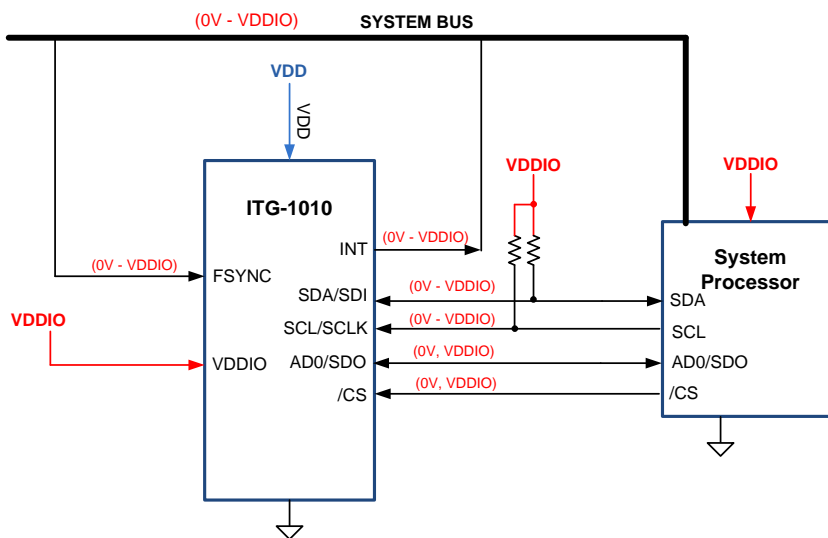 (0V - VDDIO)
SYSTEM BUS
VDD
VDD
VDDIO
VDDIO
ITG-1010
INT
(0V - VDDIO)
System
Processor
(0V - VDDIO)
FSYNC
SDA/SDI
(0V - VDDIO)
SDA
VDDIO
SCL/SCLK
(0V - VDDIO)
SCL
VDDIO
AD0/SDO
(0V, VDDIO)
AD0/SDO
/CS
(0V, VDDIO)
/CS